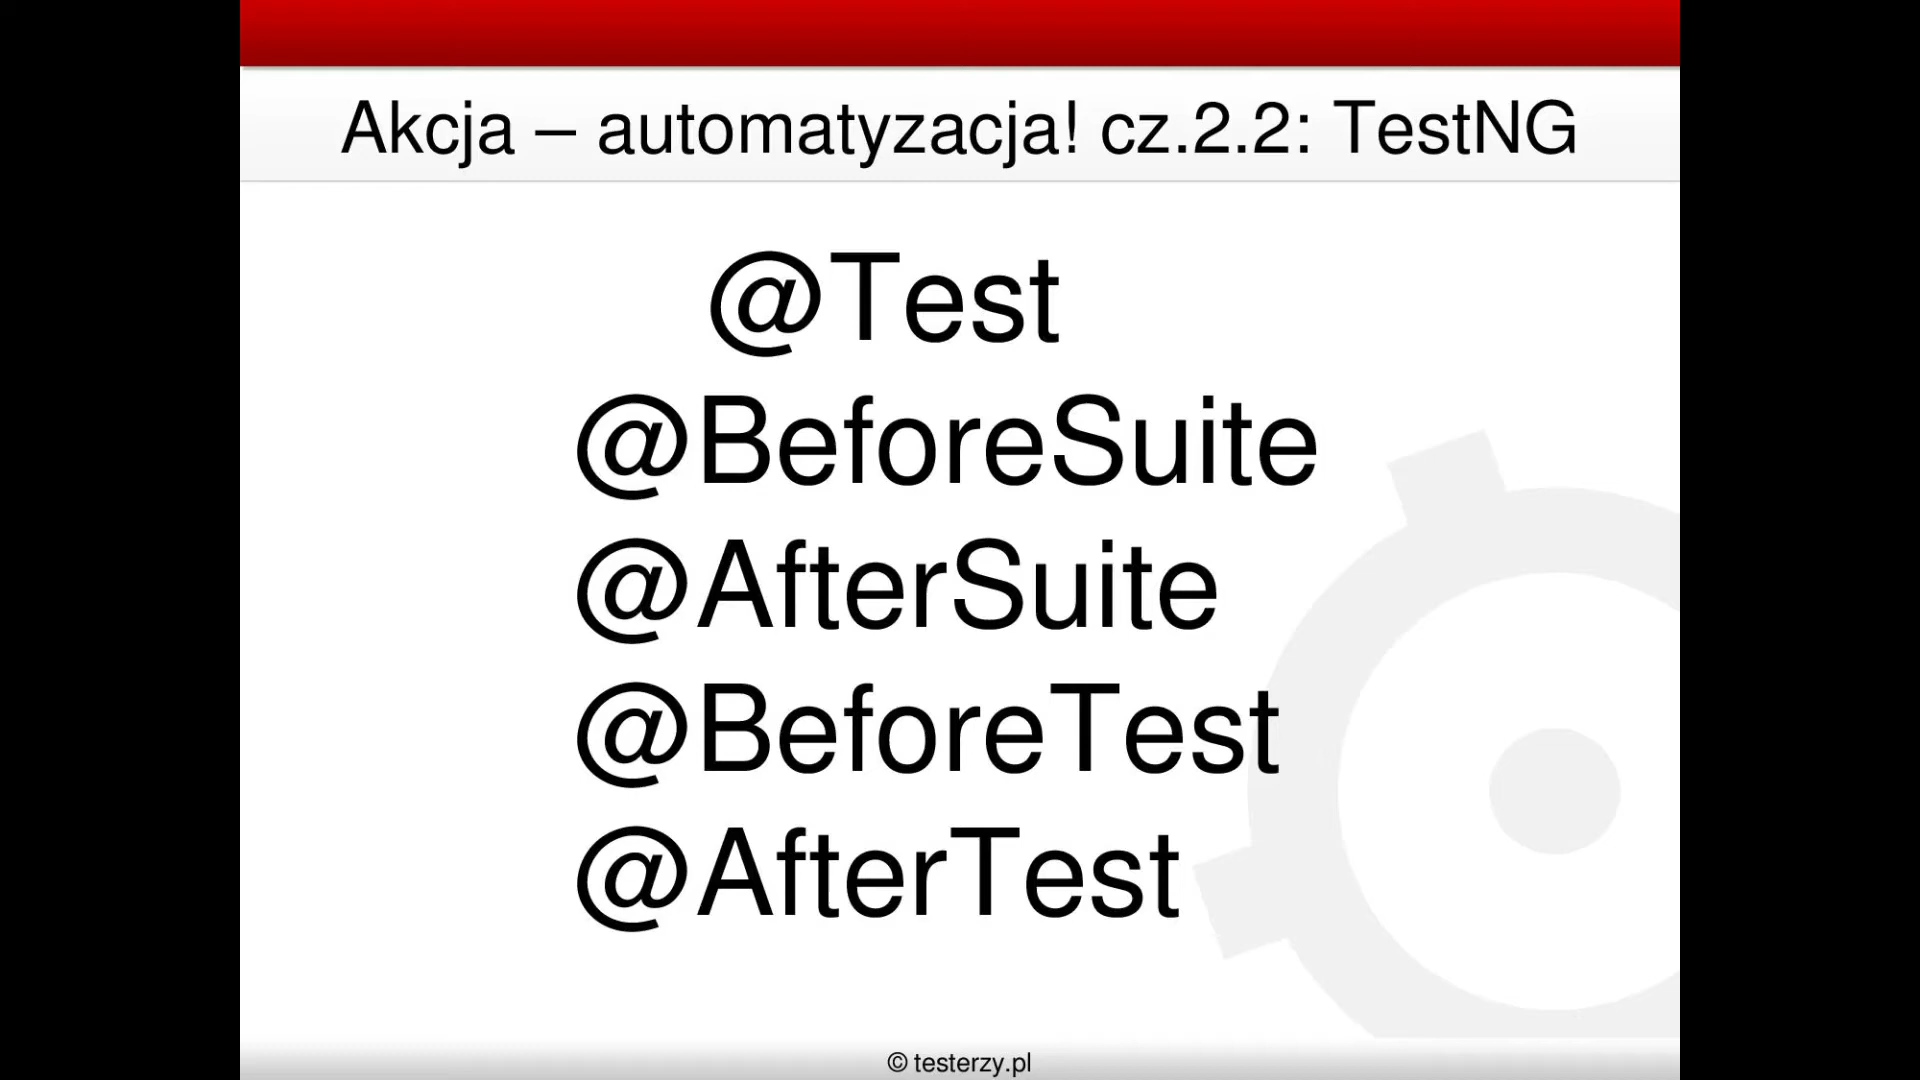 Akcja – automatyzacja! cz.2.2: TestNG
@Test
@BeforeSuite
@AfterSuite
@BeforeTest
@AfterTest
© testerzy.pl